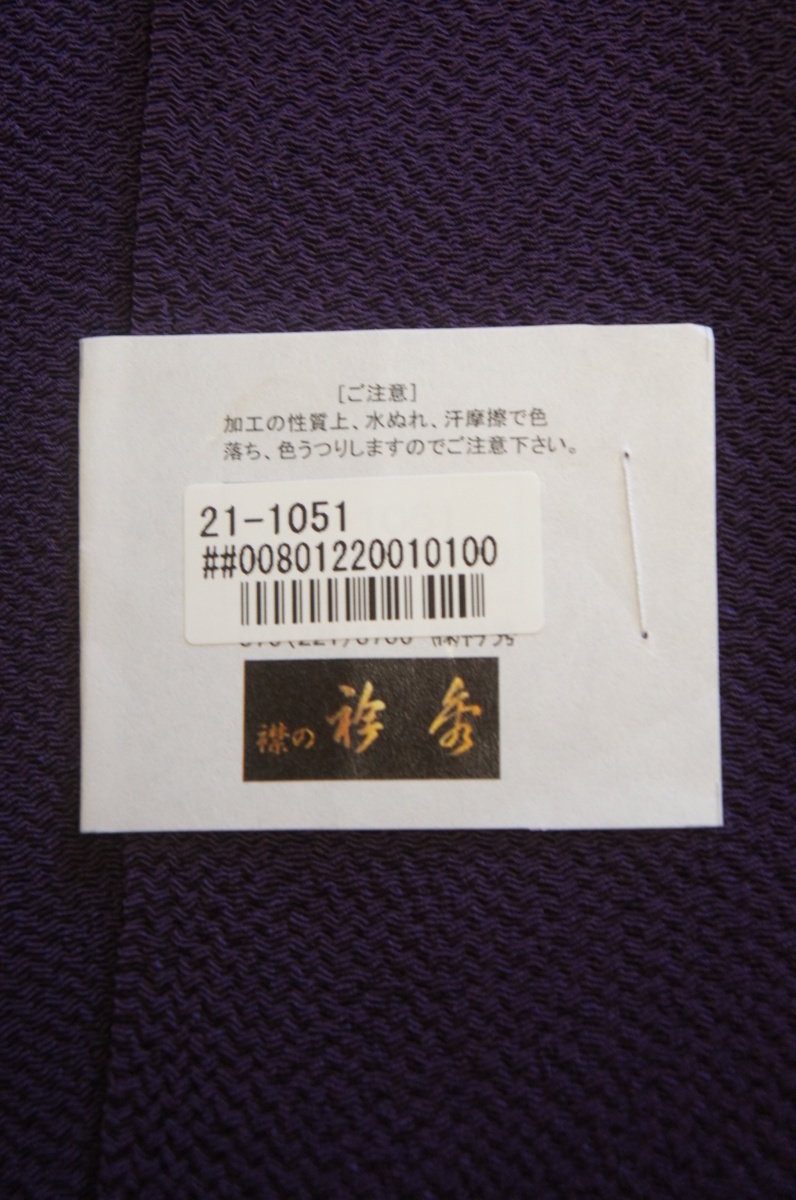 [ご注意]
加工の性質上、水ぬれ、汗摩擦で色
落ち、色うつりしますのでご注意下さい。
21-1051
##00801220010100
襟の 衿秀